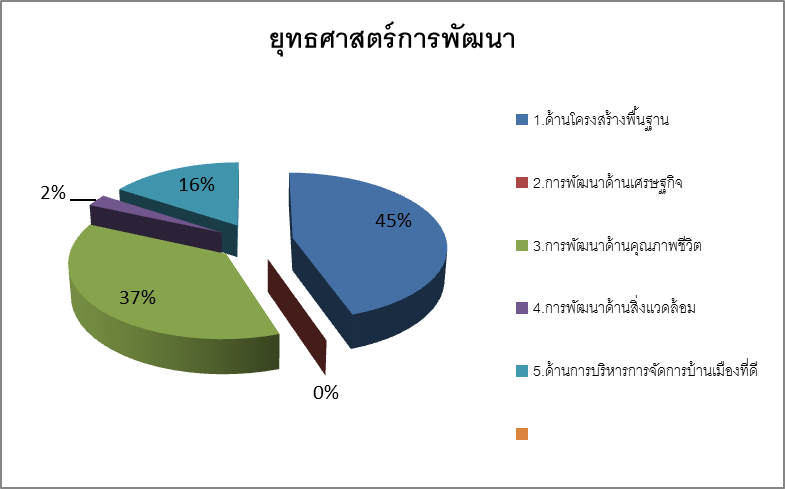 ยุทธศาสตร์การพัฒนา
1.ด้านโครงสร้างพื้นฐาน
2.การพัฒนาด้านเศรษฐกิจ
3.การพัฒนาด้านคุณภาพชีวิต
4.การพัฒนาด้านสิ่งแวดล้อม
5.ด้านการบริหารการจัดการบ้านเมืองที่ดี
16%
2%
45%
37%
0%